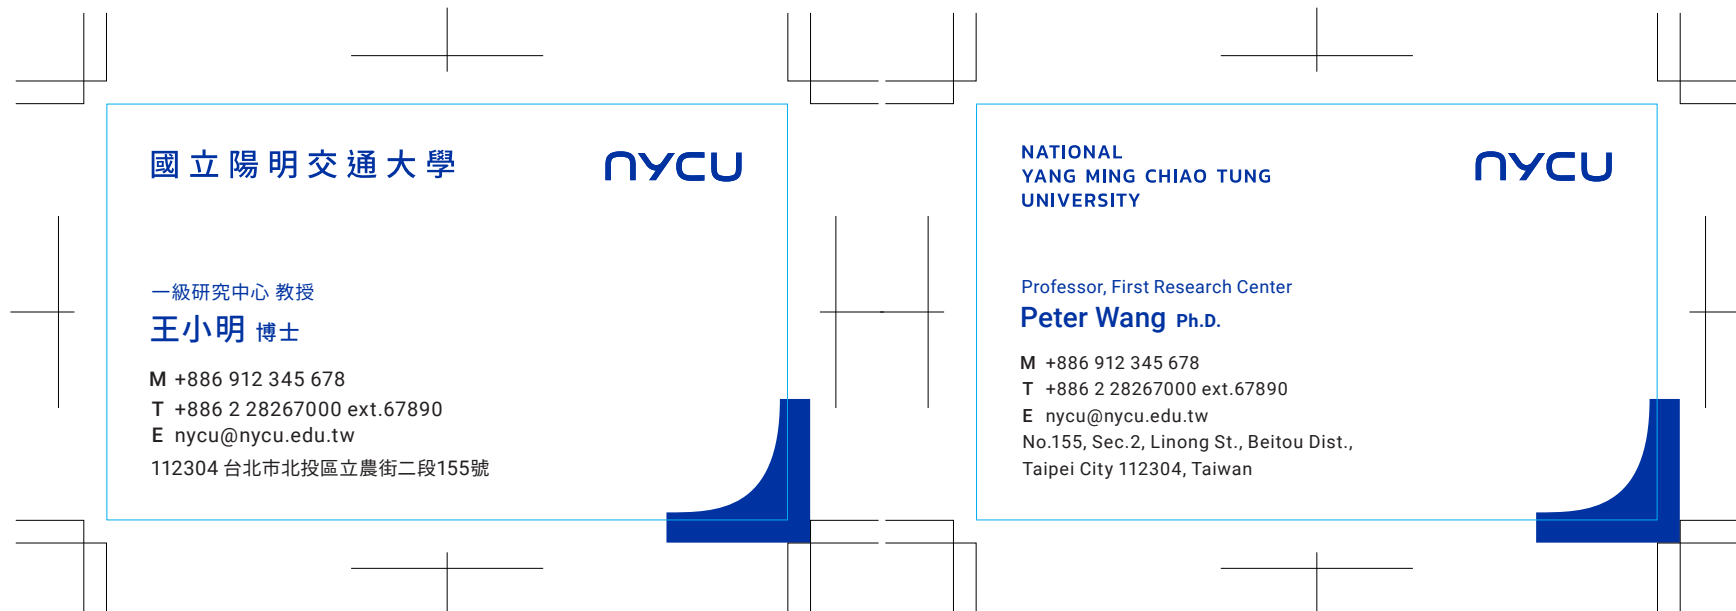 國立陽明交通大學
NYCU
一級研究中心 教授
王小明 博士
M +886 912 345 678
T +886 2 28267000 ext.67890
E nycu@nycu.edu.tw
112304 台北市北投區立農街二段155號
NATIONAL
YANG MING CHIAO TUNG
UNIVERSITY
NYCU
Professor, First Research Center
Peter Wang Ph.D.
M +886 912 345 678
T +886 2 28267000 ext.67890
E nycu@nycu.edu.tw
No.155, Sec.2, Linong St., Beitou Dist.,
Taipei City 112304, Taiwan